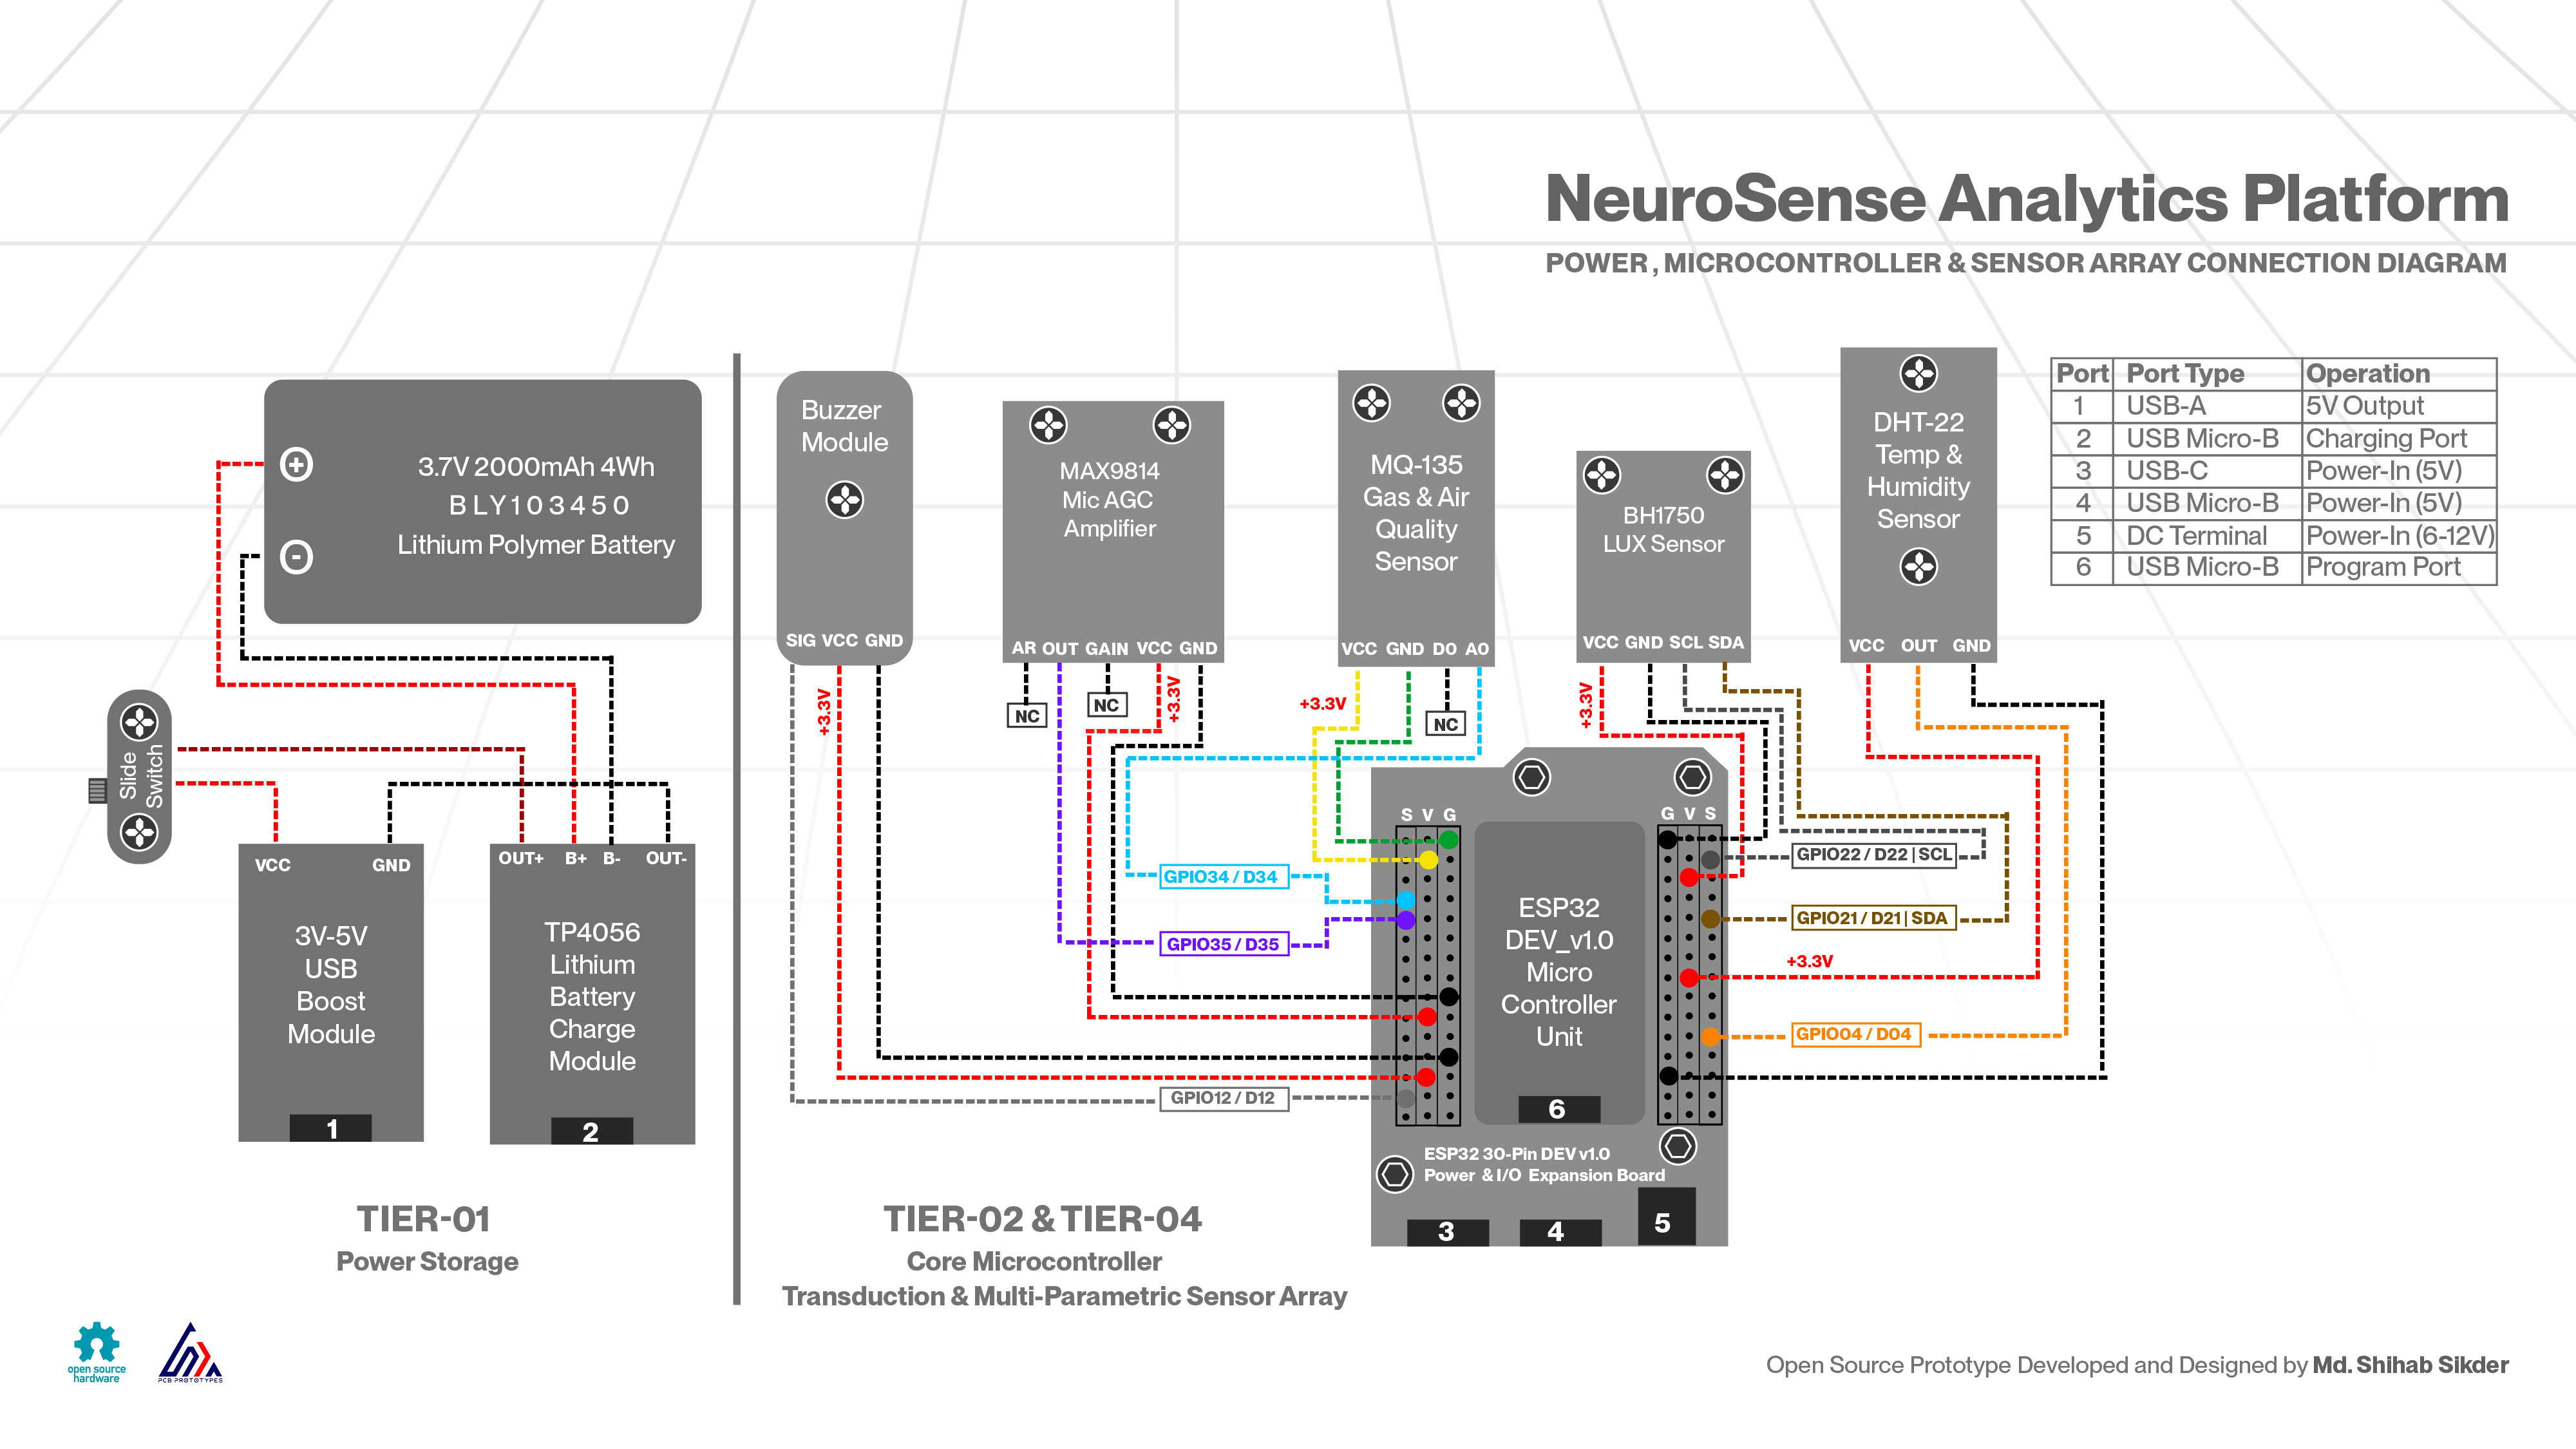 NeuroSense Analytics Platform
POWER , MICROCONTROLLER & SENSOR ARRAY CONNECTION DIAGRAM
3.7V 2000mAh 4Wh
BLY103450
Lithium Polymer Battery
+
-
Slide
Switch
VCC GND
3V-5V
USB
Boost
Module
1
OUT+ B+ B- OUT-
TP4056
Lithium
Battery
Charge
Module
2
TIER-01
Power Storage
Buzzer
Module
SIG VCC GND
+3.3V
MAX9814
Mic AGC
Amplifier
AR OUT GAIN VCC GND
NC
NC
+3.3V
MQ-135
Gas & Air
Quality
Sensor
VCC GND D0 A0
+3.3V
NC
BH1750
LUX Sensor
VCC GND SCL SDA
+3.3V
DHT-22
Temp &
Humidity
Sensor
VCC OUT GND
Port Port Type Operation
1 USB-A 5V Output
2 USB Micro-B Charging Port
3 USB-C Power-In (5V)
4 USB Micro-B Power-In (5V)
5 DC Terminal Power-In (6-12V)
6 USB Micro-B Program Port
S V G
G V S
GPIO34 / D34
GPIO35 / D35
GPIO12 / D12
GPIO22 / D22 | SCL
GPIO21 / D21 | SDA
+3.3V
GPIO04 / D04
ESP32
DEV_v1.0
Micro
Controller
Unit
6
ESP32 30-Pin DEV v1.0
Power & I/O Expansion Board
3 4 5
TIER-02 & TIER-04
Core Microcontroller
Transduction & Multi-Parametric Sensor Array
open source
hardware
PCB PROTOTYPES
Open Source Prototype Developed and Designed by Md. Shihab Sikder